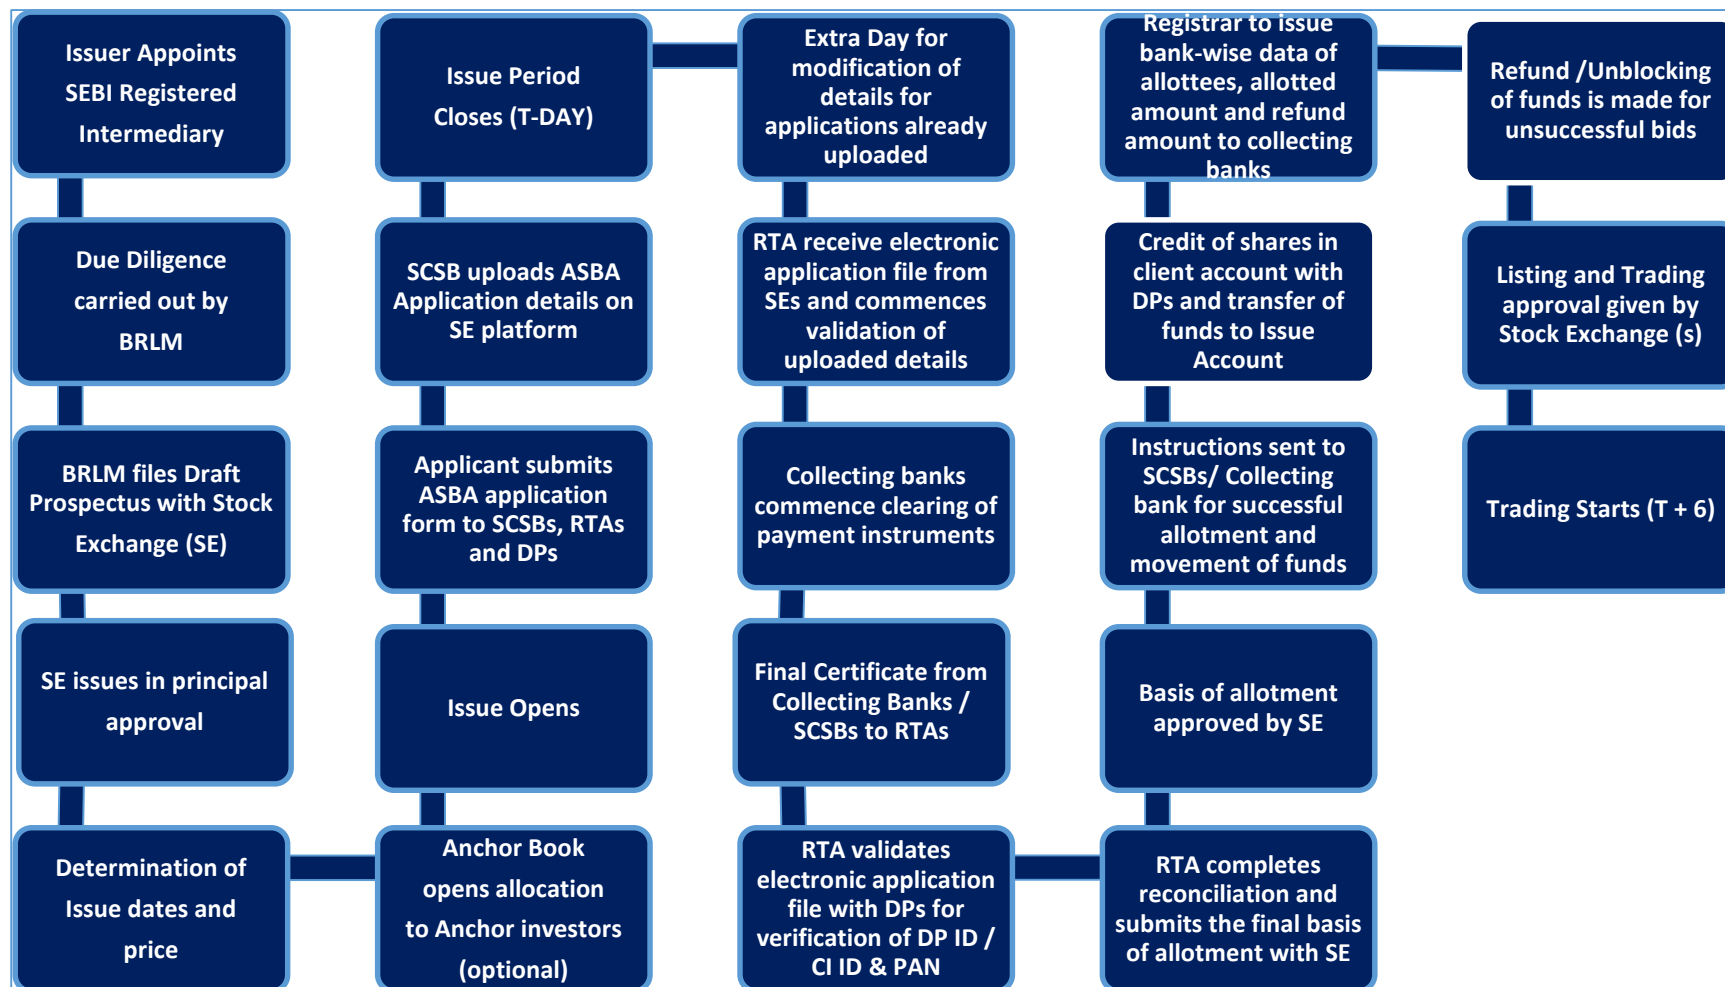 Issuer Appoints
SEBI Registered
Intermediary
Due Diligence
carried out by
BRLM
BRLM files Draft
Prospectus with Stock
Exchange (SE)
SE issues in principal
approval
Determination of
Issue dates and
price
Anchor Book
opens allocation
to Anchor investors
(optional)
Issue Opens
Applicant submits
ASBA application
form to SCSBs, RTAs
and DPs
SCSB uploads ASBA
Application details on
SE platform
Issue Period
Closes (T-DAY)
Extra Day for
modification of
details for
applications already
uploaded
RTA receive electronic
application file from
SEs and commences
validation of
uploaded details
Collecting banks
commence clearing of
payment instruments
Final Certificate from
Collecting Banks /
SCSBs to RTAs
RTA validates
electronic application
file with DPs for
verification of DP ID /
CI ID & PAN
RTA completes
reconciliation and
submits the final basis
of allotment with SE
Basis of allotment
approved by SE
Instructions sent to
SCSBs/ Collecting
bank for successful
allotment and
movement of funds
Credit of shares in
client account with
DPs and transfer of
funds to Issue
Account
Registrar to issue
bank-wise data of
allottees, allotted
amount and refund
amount to collecting
banks
Refund /Unblocking
of funds is made for
unsuccessful bids
Listing and Trading
approval given by
Stock Exchange (s)
Trading Starts (T + 6)